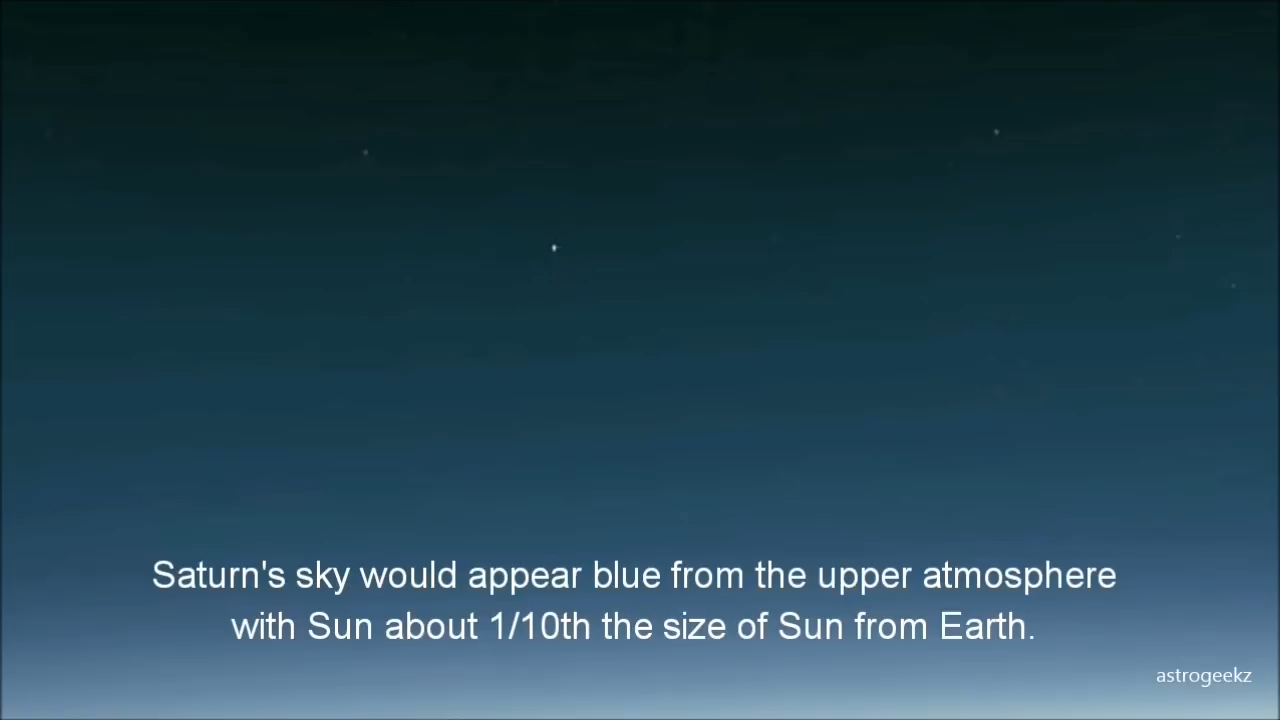 Saturn's sky would appear blue from the upper atmosphere
with Sun about 1/10th the size of Sun from Earth.
astrogeekz